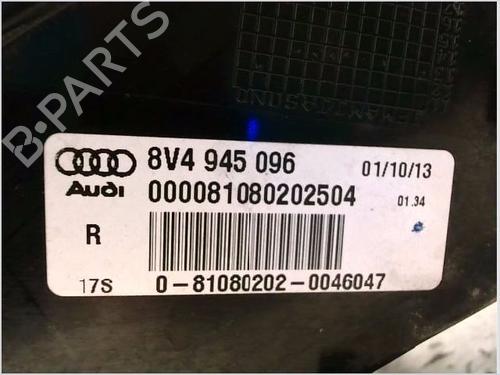 B-PARTS
8V4 945 096
01/10/13
Audi
000081080202504
01.34
R
17S
0-81080202-0046047